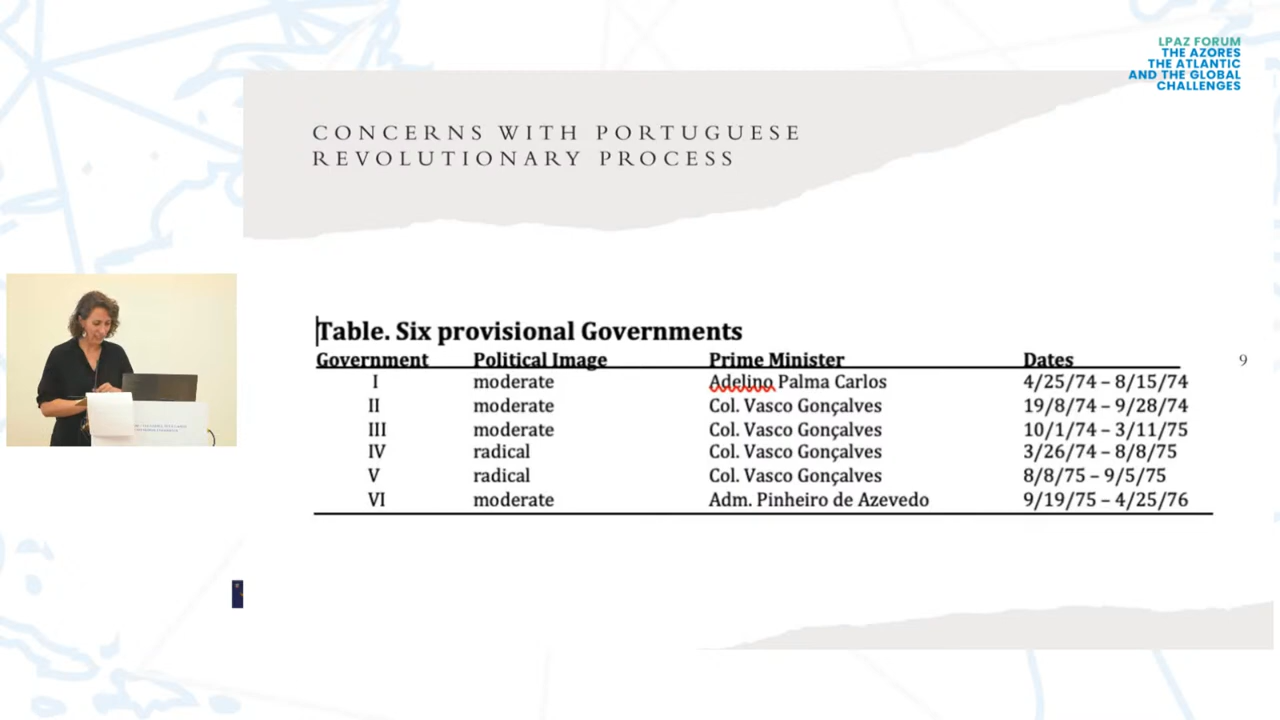 LPAZ FORUM
THE AZORES
THE ATLANTIC
AND THE GLOBAL
CHALLENGES
CONCERNS WITH PORTUGUESE
REVOLUTIONARY PROCESS
Table. Six provisional Governments
Government Political Image Prime Minister Dates
9
I moderate Adelino Palma Carlos 4/25/74 – 8/15/74
II moderate Col. Vasco Gonçalves 19/8/74 – 9/28/74
III moderate Col. Vasco Gonçalves 10/1/74 – 3/11/75
IV radical Col. Vasco Gonçalves 3/26/74 – 8/8/75
V radical Col. Vasco Gonçalves 8/8/75 – 9/5/75
VI moderate Adm. Pinheiro de Azevedo 9/19/75 – 4/25/76